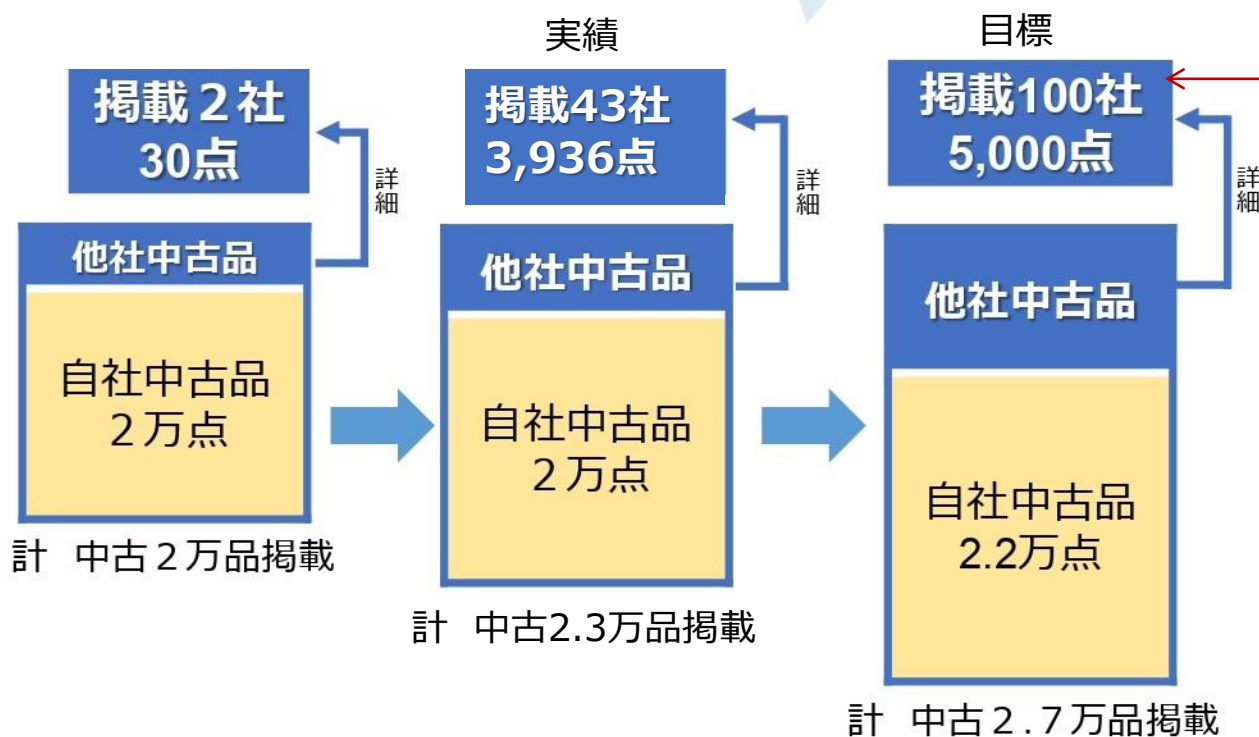 実績
目標
掲載２社
30点
掲載43社
3,936点
掲載100社
5,000点
詳細
詳細
詳細
他社中古品
他社中古品
他社中古品
自社中古品
２万点
自社中古品
２万点
自社中古品
2.2万点
計 中古２万品掲載
計 中古2.3万品掲載
計 中古２.７万品掲載